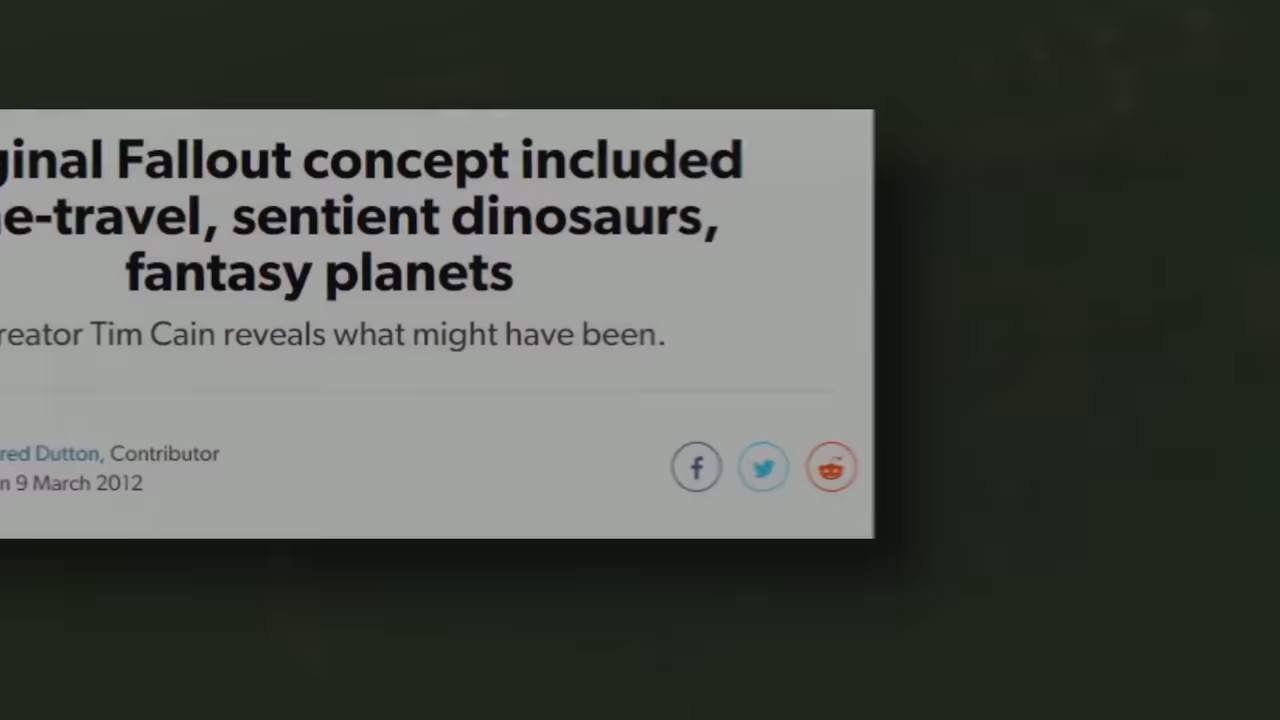 ginal Fallout concept included
e-travel, sentient dinosaurs,
fantasy planets
reator Tim Cain reveals what might have been.
red Dutton, Contributor
n 9 March 2012